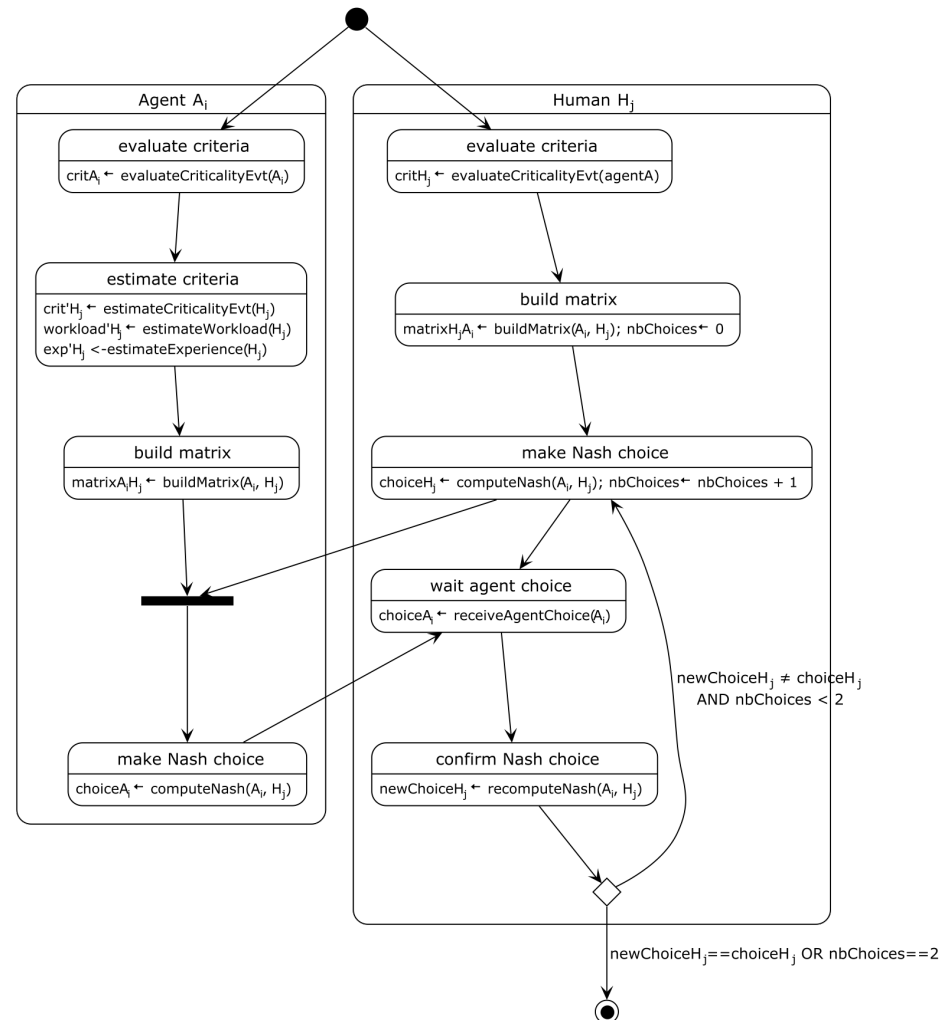 Agent Ai
evaluate criteria
critAi ← evaluateCriticalityEvt(Ai)
estimate criteria
crit'Hj ← estimateCriticalityEvt(Hj)
workload'Hj ← estimateWorkload(Hj)
exp'Hj <-estimateExperience(Hj)
build matrix
matrixAiHj ← buildMatrix(Ai, Hj)
make Nash choice
choiceAi ← computeNash(Ai, Hj)
Human Hj
evaluate criteria
critHj ← evaluateCriticalityEvt(agentA)
build matrix
matrixHjAi ← buildMatrix(Ai, Hj); nbChoices ← 0
make Nash choice
choiceHj ← computeNash(Ai, Hj); nbChoices ← nbChoices + 1
wait agent choice
choiceAi ← receiveAgentChoice(Ai)
confirm Nash choice
newChoiceHj ← recomputeNash(Ai, Hj)
newChoiceHj ≠ choiceHj
AND nbChoices < 2
newChoiceHj==choiceHj OR nbChoices==2